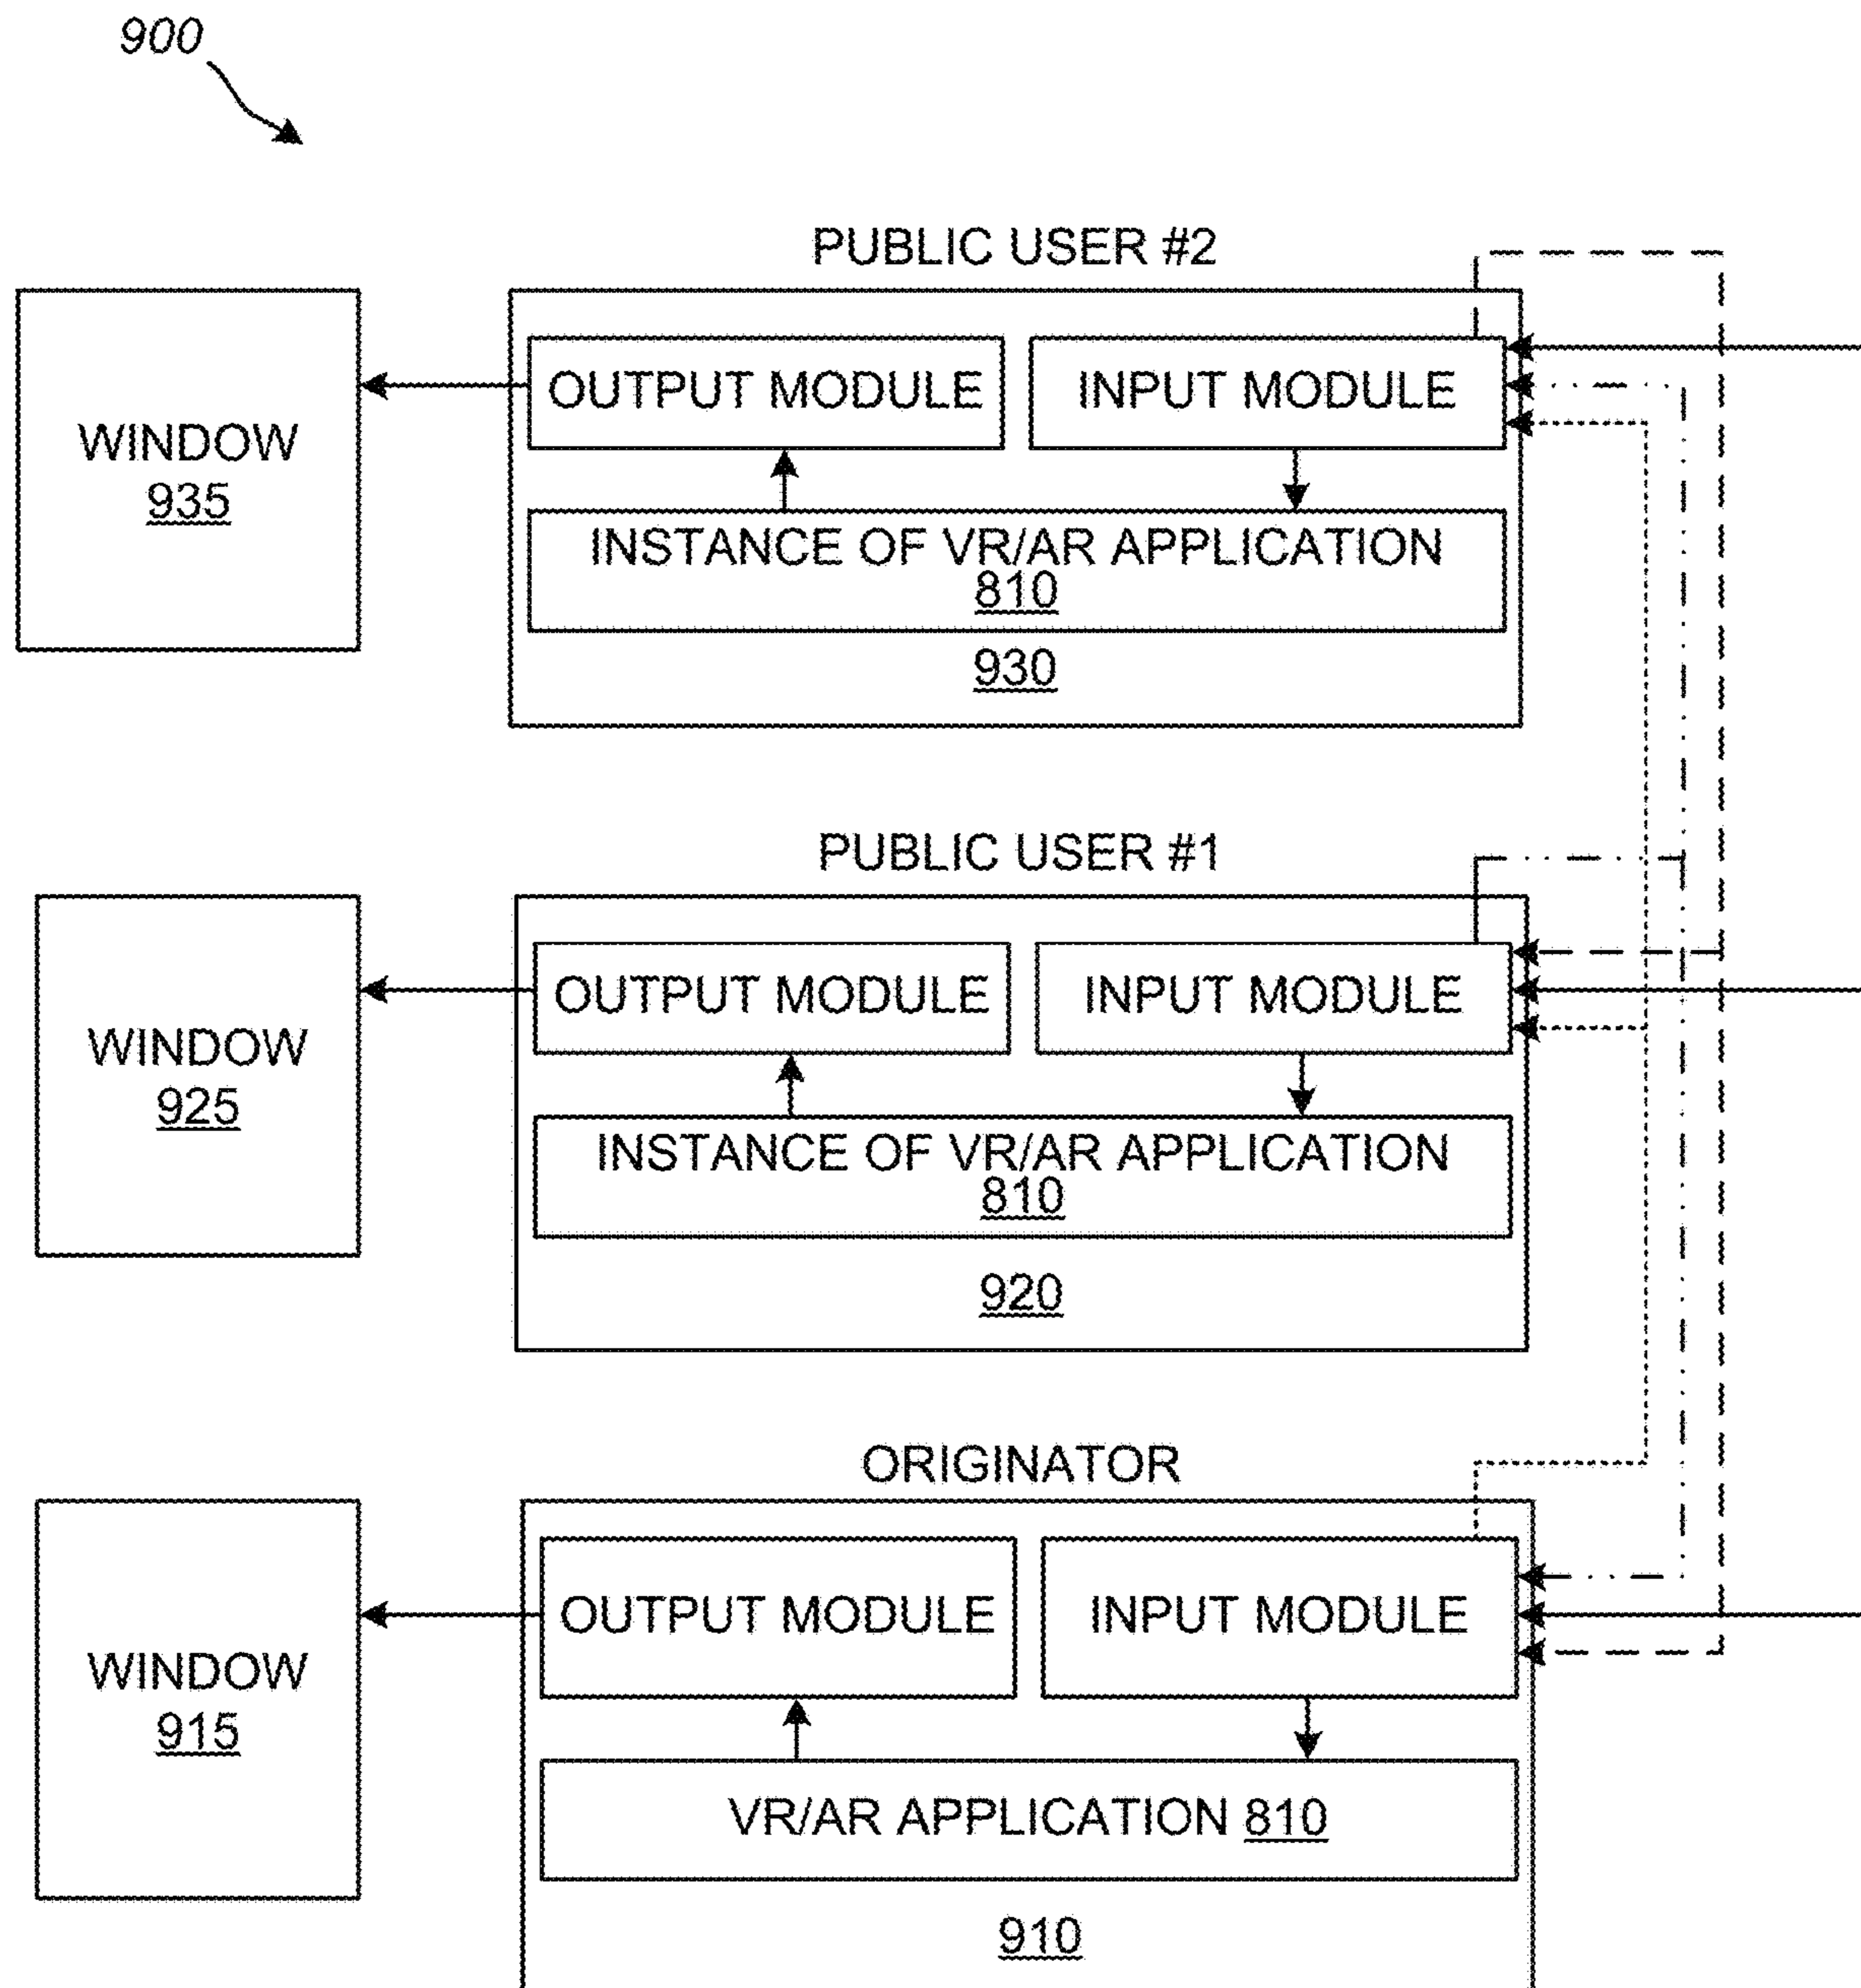 900
PUBLIC USER #2
WINDOW
935
OUTPUT MODULE
INPUT MODULE
INSTANCE OF VR/AR APPLICATION
810
930
PUBLIC USER #1
WINDOW
925
OUTPUT MODULE
INPUT MODULE
INSTANCE OF VR/AR APPLICATION
810
920
ORIGINATOR
WINDOW
915
OUTPUT MODULE
INPUT MODULE
VR/AR APPLICATION 810
910